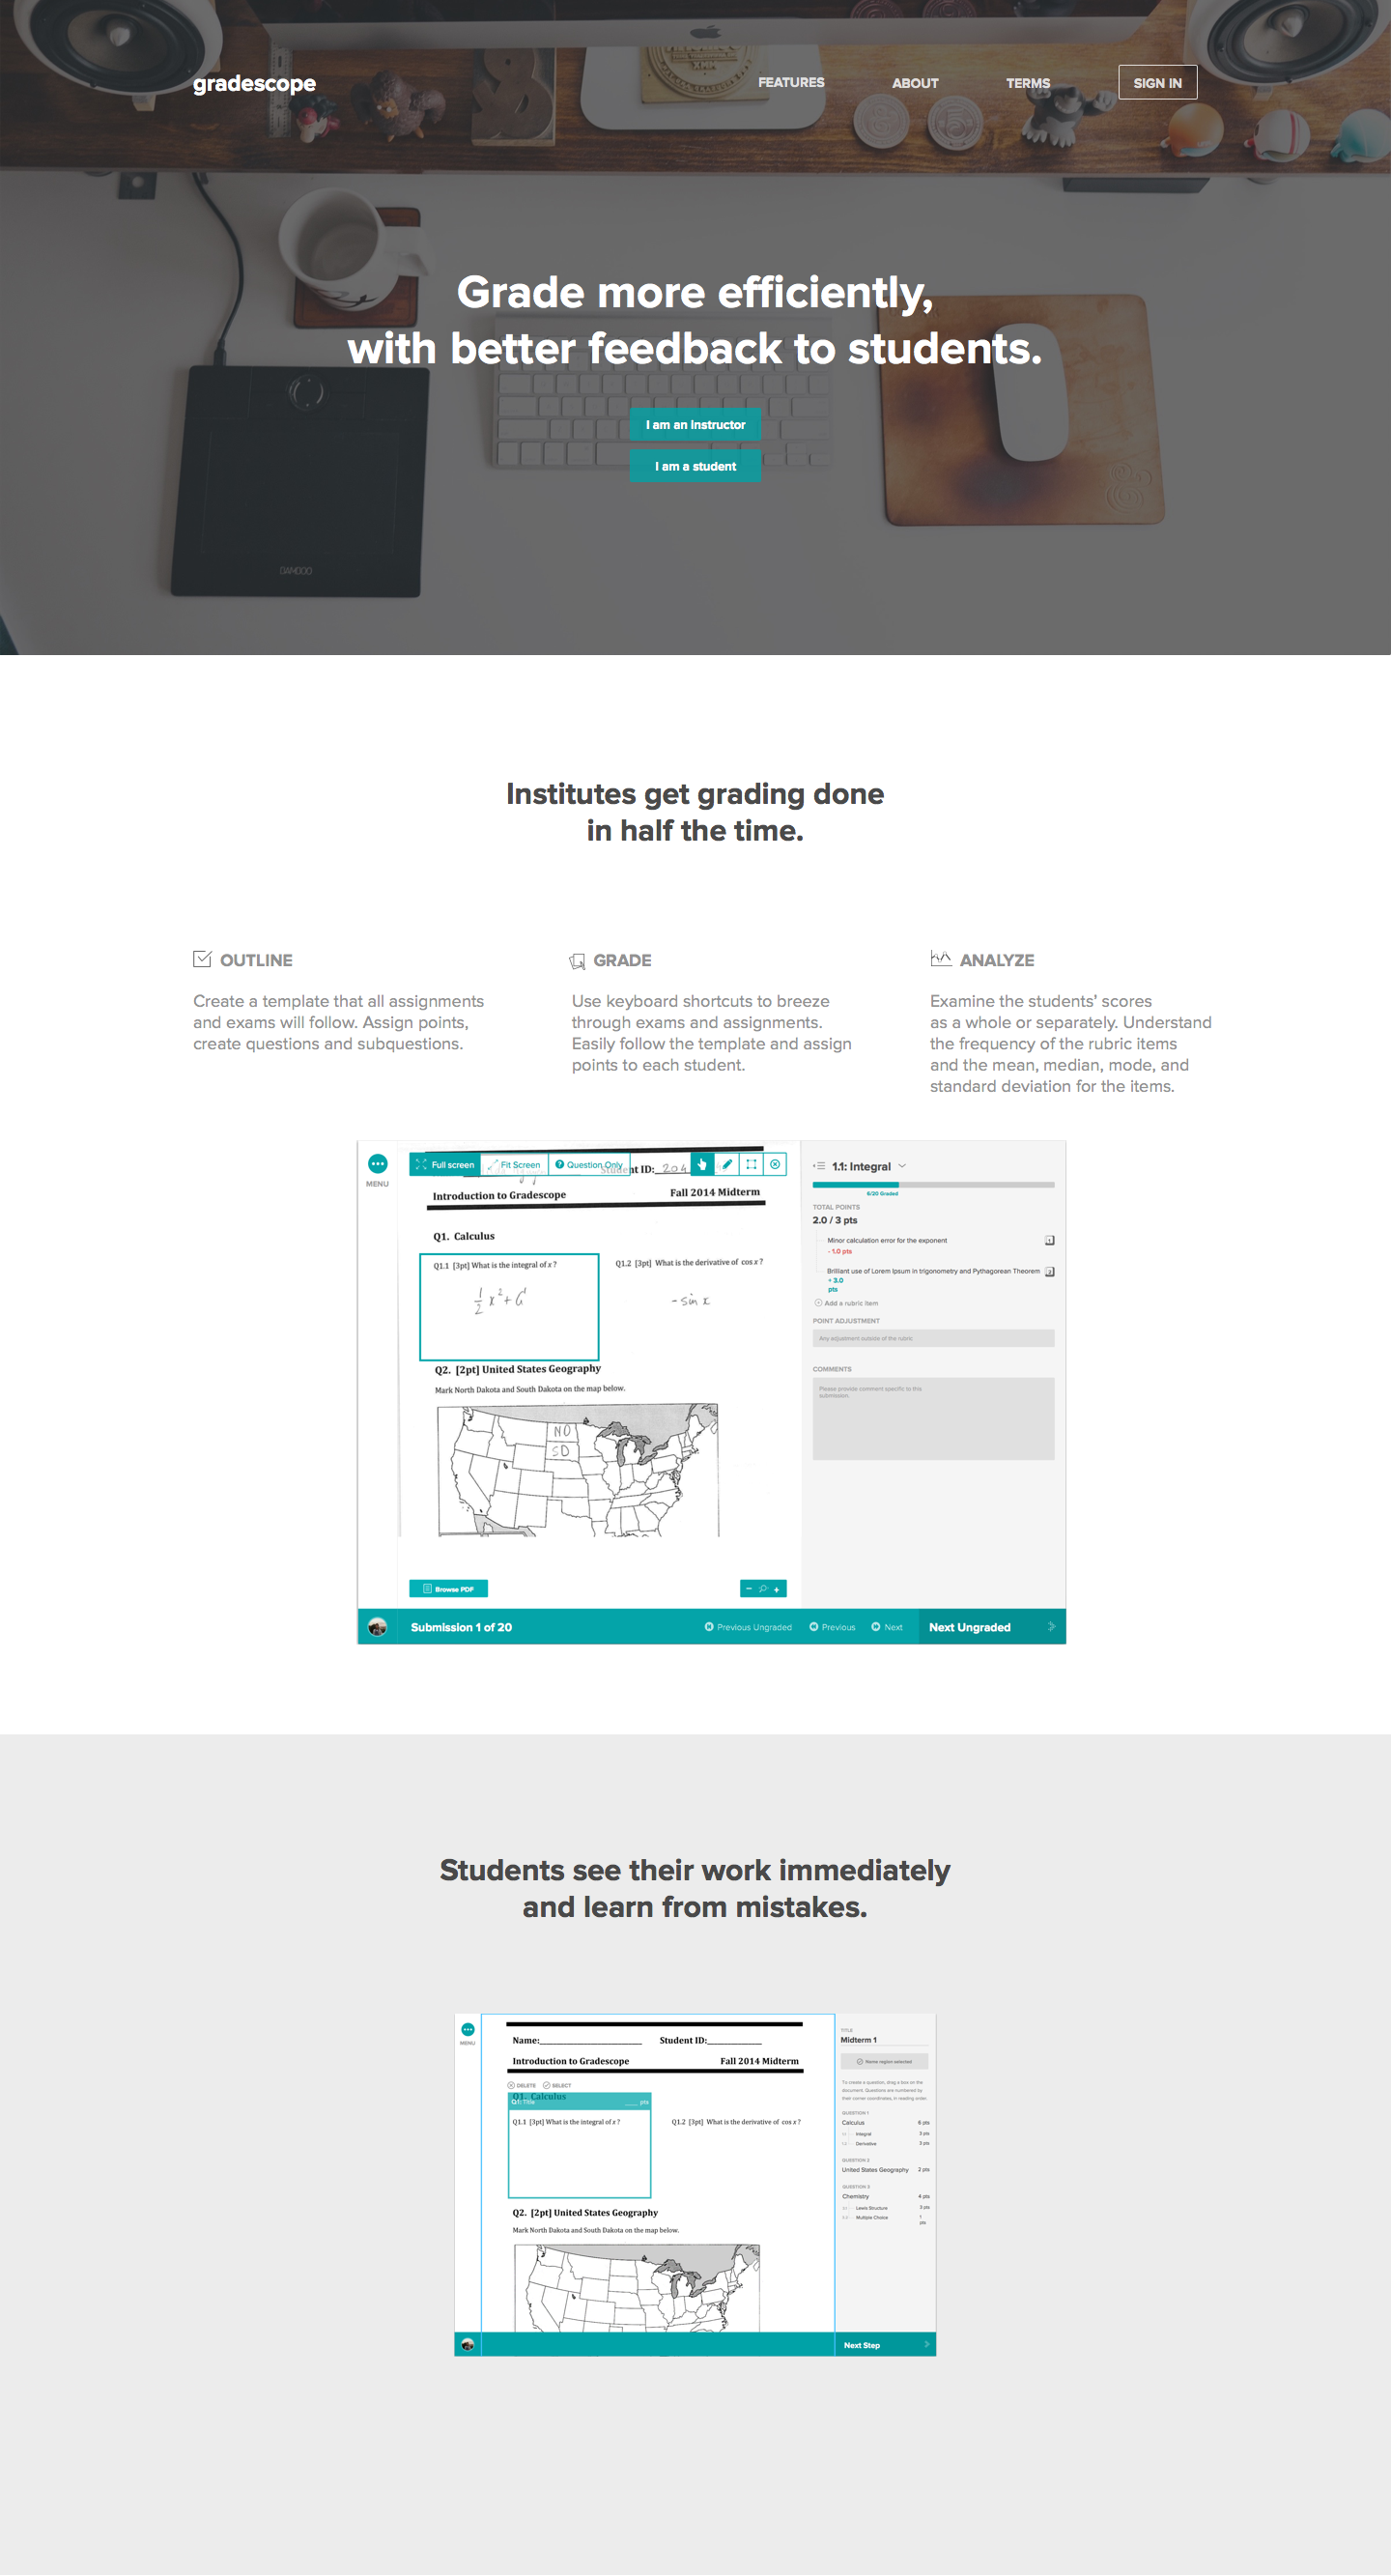 gradescope
FEATURES
ABOUT
TERMS
SIGN IN
Grade more efficiently,
with better feedback to students.
I am an instructor
I am a student
BAMBOO
Institutes get grading done
in half the time.
OUTLINE
Create a template that all assignments
and exams will follow. Assign points,
create questions and subquestions.
GRADE
Use keyboard shortcuts to breeze
through exams and assignments.
Easily follow the template and assign
points to each student.
ANALYZE
Examine the students' scores
as a whole or separately. Understand
the frequency of the rubric items
and the mean, median, mode, and
standard deviation for the items.
MENU
Full screen
Fit Screen
Question Only
Student ID: 204
Introduction to Gradescope
Fall 2014 Midterm
Q1. Calculus
Q1.1 [3pt] What is the integral of x?
½ x² + C
Q1.2 [3pt] What is the derivative of cos x?
-sin x
Q2. [2pt] United States Geography
Mark North Dakota and South Dakota on the map below.
ND
SD
Browse PDF
- +
1.1: Integral
6/20 Graded
TOTAL POINTS
2.0 / 3 pts
Minor calculation error for the exponent
1
- 1.0 pts
Brilliant use of Lorem Ipsum in trigonometry and Pythagorean Theorem
2
+ 3.0
pts
Add a rubric item
POINT ADJUSTMENT
Any adjustment outside of the rubric
COMMENTS
Please provide comment specific to this
submission.
Submission 1 of 20
Previous Ungraded
Previous
Next
Next Ungraded
Students see their work immediately
and learn from mistakes.
MENU
Name:
Student ID:
Introduction to Gradescope
Fall 2014 Midterm
DELETE
SELECT
Q1. Calculus
Q1: Title
pts
Q1.1 [3pt] What is the integral of x?
Q1.2 [3pt] What is the derivative of cos x?
Q2. [2pt] United States Geography
Mark North Dakota and South Dakota on the map below.
TITLE
Midterm 1
Name region selected
To create a question, drag a box on the
document. Questions are numbered by
their corner coordinates, in reading order.
QUESTION 1
Calculus 6 pts
1.1 Integral 3 pts
1.2 Derivative 3 pts
QUESTION 2
United States Geography 2 pts
QUESTION 3
Chemistry 4 pts
3.1 Lewis Structure 3 pts
3.2 Multiple Choice 1
pts
Next Step